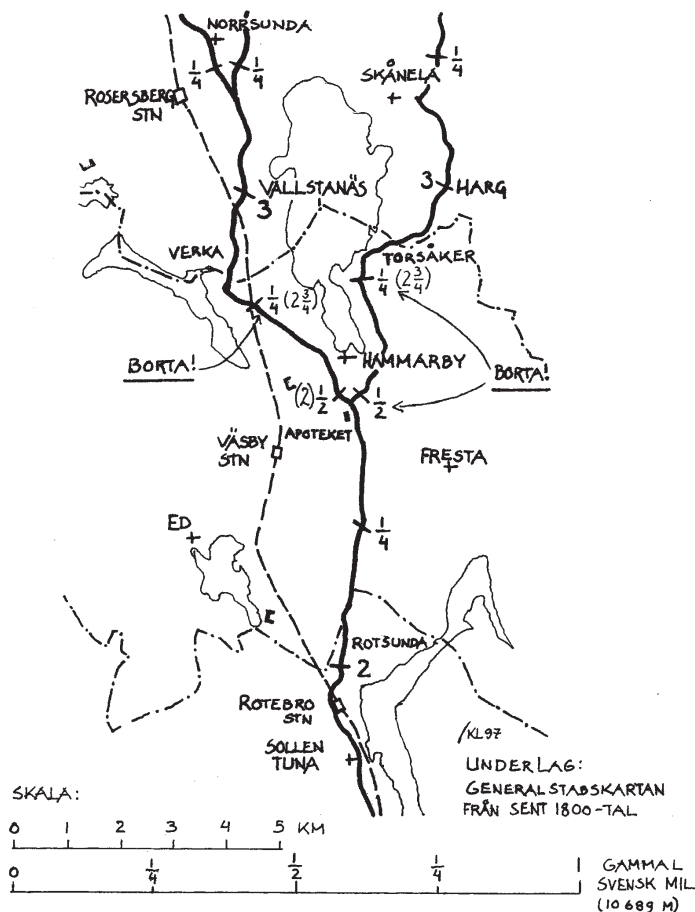 NORRSUNDA
1/4
1/4
1/4
SKÅNELA
ROSERSBERG
STN
3
VALLSTANÄS
3
HARG
VERKA
TORSÅKER
1/4 (2 3/4)
1/4 (2 3/4)
BORTA!
HAMMARBY
BORTA!
(2) 1/2
1/2
APOTEKET
VÄSBY
STN
FRESTA
ED
1/4
ROTSUNDA
2
ROTEBRO
STN
SOLLEN
TUNA
/KL97
UNDERLAG:
GENERALSTABSKARTAN
FRÅN SENT 1800-TAL
SKALA:
0 1 2 3 4 5 KM
0 1/4 1/2 1/4 1
GAMMAL
SVENSK MIL
(10 689 M)